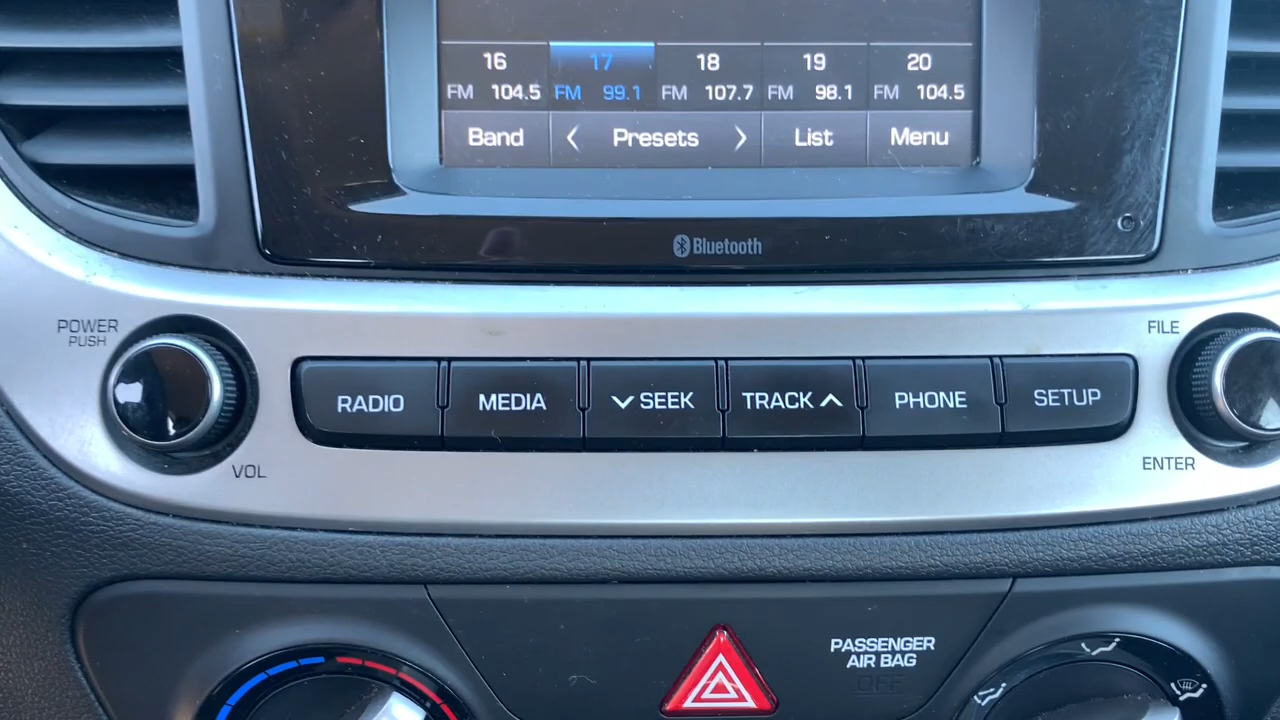 16 17 18 19 20
FM 104.5 FM 99.1 FM 107.7 FM 98.1 FM 104.5
Band Presets List Menu
Bluetooth
POWER
PUSH
FILE
RADIO MEDIA SEEK TRACK PHONE SETUP
VOL
ENTER
PASSENGER
AIR BAG
OFF